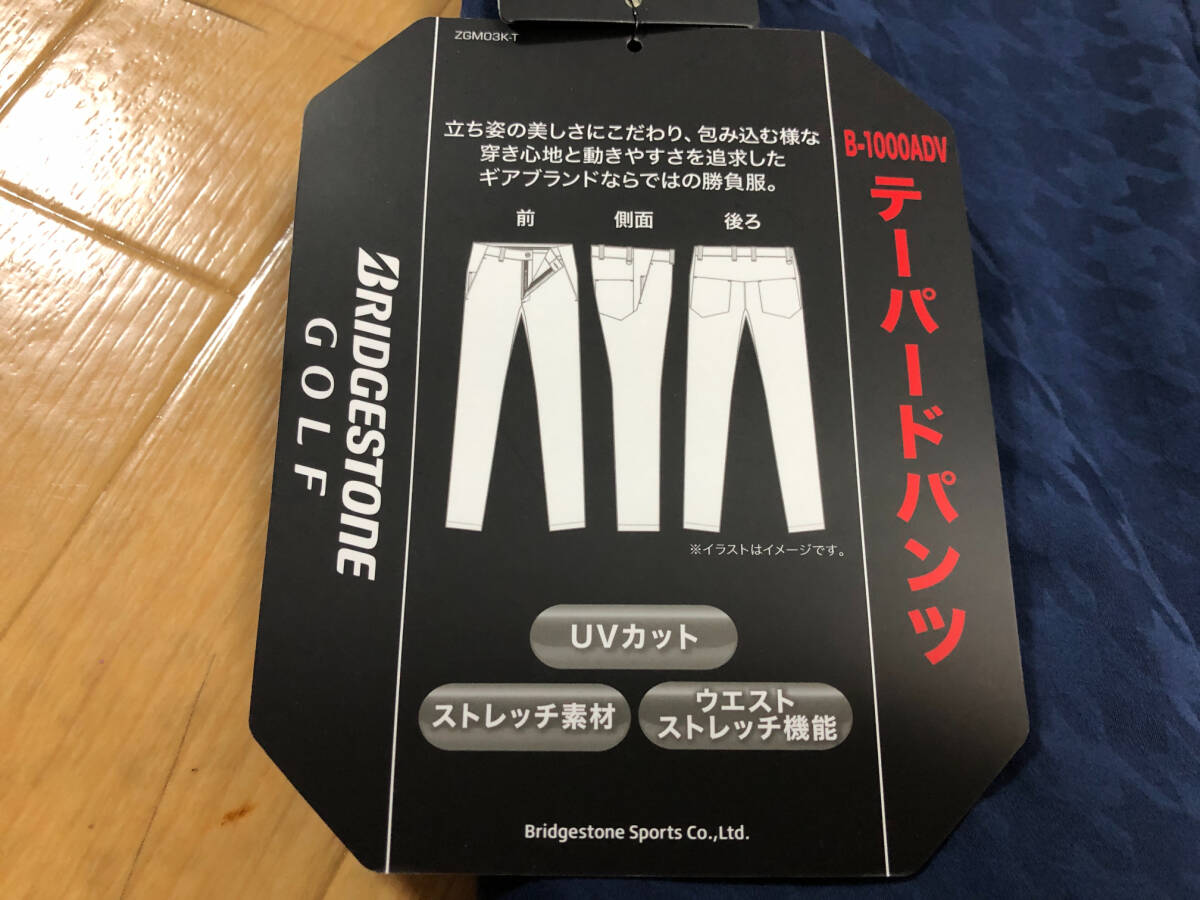 ZGM03K-T
立ち姿の美しさにこだわり、包み込む様な
穿き心地と動きやすさを追求した
ギアブランドならではの勝負服。
前 側面 後ろ
※イラストはイメージです。
UVカット
ストレッチ素材
ウエスト
ストレッチ機能
Bridgestone Sports Co.,Ltd.
B-1000ADV
テーパードパンツ
BRIDGESTONE
GOLF